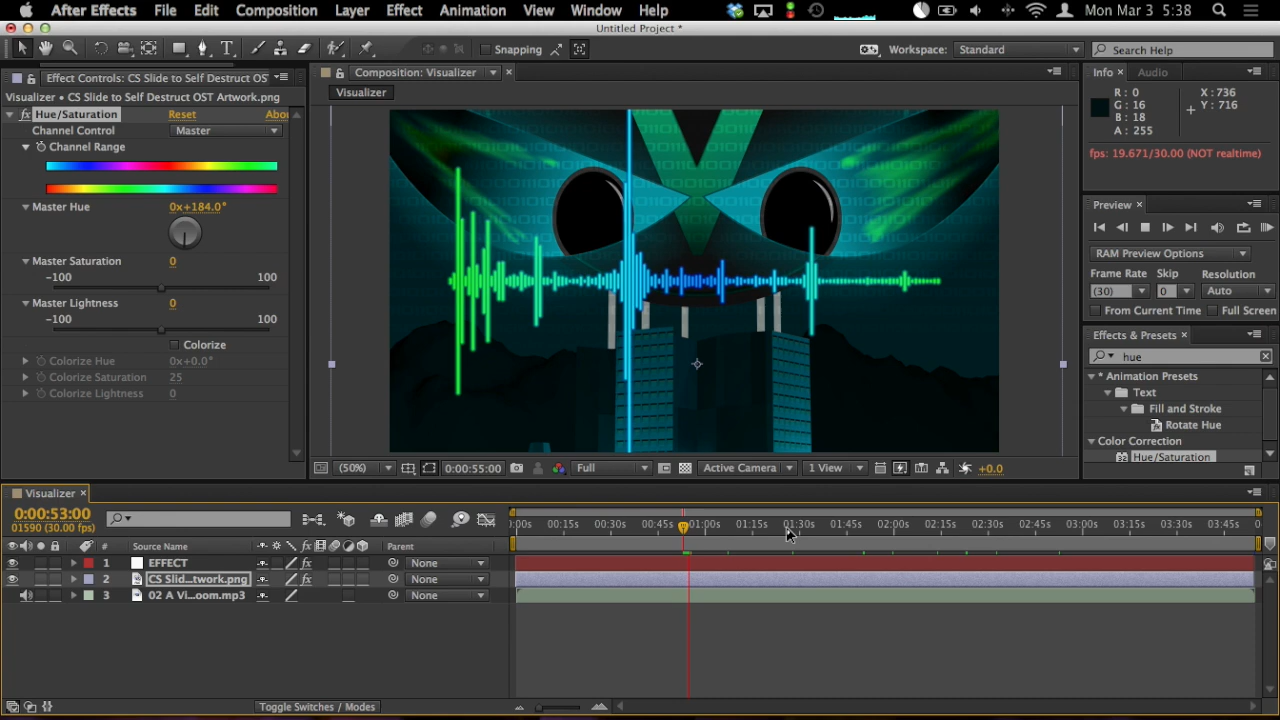 After Effects File Edit Composition Layer Effect Animation View Window Help Mon Mar 3 5:38
Untitled Project *
Snapping Workspace: Standard Search Help
Effect Controls: CS Slide to Self Destruct OST
Composition: Visualizer
Info Audio
Visualizer • CS Slide to Self Destruct OST Artwork.png
Visualizer
Hue/Saturation Reset Abou
Channel Control Master
Channel Range
Master Hue 0x+184.0°
Master Saturation 0
-100 100
Master Lightness 0
-100 100
Colorize
Colorize Hue 0x+0.0°
Colorize Saturation 25
Colorize Lightness 0
R: 0 X: 736
G: 16 Y: 716
B: 18
A: 255
fps: 19.671/30.00 (NOT realtime)
Preview
RAM Preview Options
Frame Rate Skip Resolution
(30) 0 Auto
From Current Time Full Screen
Effects & Presets
hue
* Animation Presets
Text
Fill and Stroke
Rotate Hue
Color Correction
Hue/Saturation
(50%) 0:00:55:00 Full Active Camera 1 View +0.0
Visualizer
0:00:53:00
01590 (30.00 fps)
:00s 00:15s 00:30s 00:45s 01:00s 01:15s 01:30s 01:45s 02:00s 02:15s 02:30s 02:45s 03:00s 03:15s 03:30s 03:45s 0
# Source Name Parent
1 EFFECT None
2 CS Slid...twork.png None
3 02 A Vi...oom.mp3 None
Toggle Switches / Modes